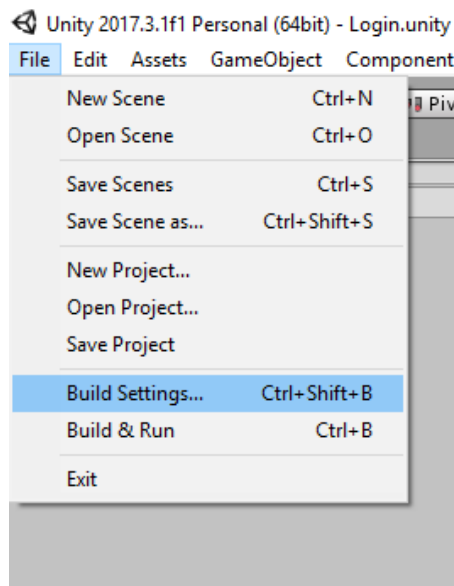 Unity 2017.3.1f1 Personal (64bit) - Login.unity
File Edit Assets GameObject Component
Piv
New Scene Ctrl+N
Open Scene Ctrl+O
Save Scenes Ctrl+S
Save Scene as... Ctrl+Shift+S
New Project...
Open Project...
Save Project
Build Settings... Ctrl+Shift+B
Build & Run Ctrl+B
Exit